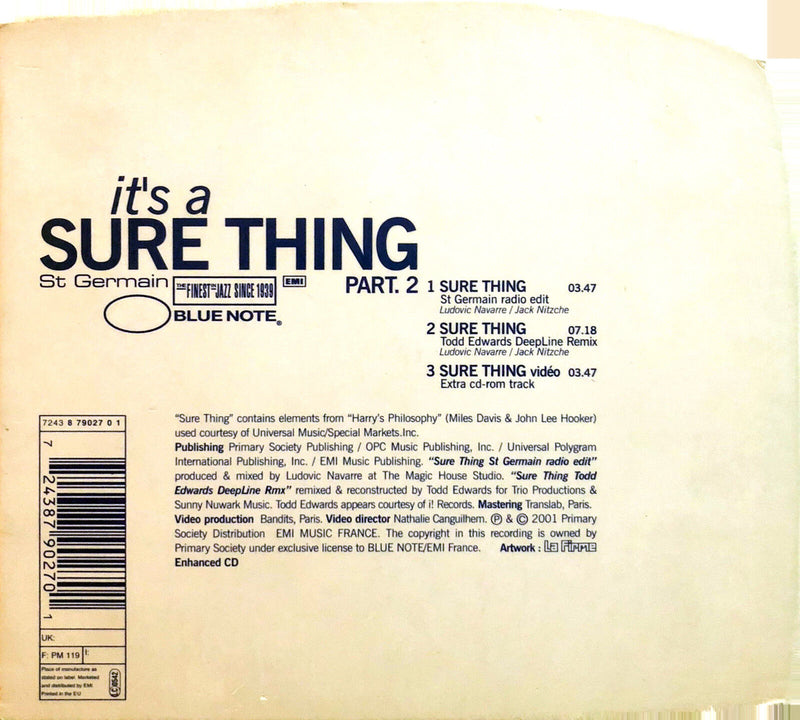 it's a
SURE THING
St Germain
THE FINEST IN JAZZ SINCE 1939
EMI
BLUE NOTE®
PART. 2
1 SURE THING 03.47
St Germain radio edit
Ludovic Navarre / Jack Nitzche
2 SURE THING 07.18
Todd Edwards DeepLine Remix
Ludovic Navarre / Jack Nitzche
3 SURE THING vidéo 03.47
Extra cd-rom track
"Sure Thing" contains elements from "Harry's Philosophy" (Miles Davis & John Lee Hooker)
used courtesy of Universal Music/Special Markets.Inc.
Publishing Primary Society Publishing / OPC Music Publishing, Inc. / Universal Polygram
International Publishing, Inc. / EMI Music Publishing. "Sure Thing St Germain radio edit"
produced & mixed by Ludovic Navarre at The Magic House Studio. "Sure Thing Todd
Edwards DeepLine Rmx" remixed & reconstructed by Todd Edwards for Trio Productions &
Sunny Nuwark Music. Todd Edwards appears courtesy of i! Records. Mastering Translab, Paris.
Video production Bandits, Paris. Video director Nathalie Canguilhem. ℗ & © 2001 Primary
Society Distribution EMI MUSIC FRANCE. The copyright in this recording is owned by
Primary Society under exclusive license to BLUE NOTE/EMI France. Artwork : LE FEMME
Enhanced CD
7243 8 79027 0 1
7 24387 90270 1
UK:
F: PM 119 I:
Place of manufacture as
stated on label. Marketed
and distributed by EMI
Printed in the EU
LC 0542